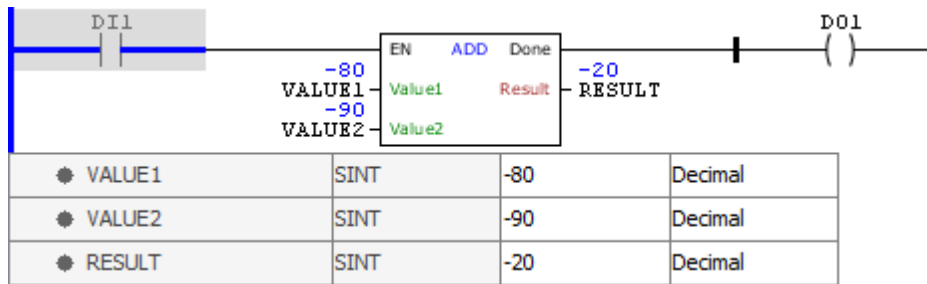 DI1 DO1
EN ADD Done
-80 -20
VALUE1 Value1 Result RESULT
-90
VALUE2 Value2
VALUE1 SINT -80 Decimal
VALUE2 SINT -90 Decimal
RESULT SINT -20 Decimal